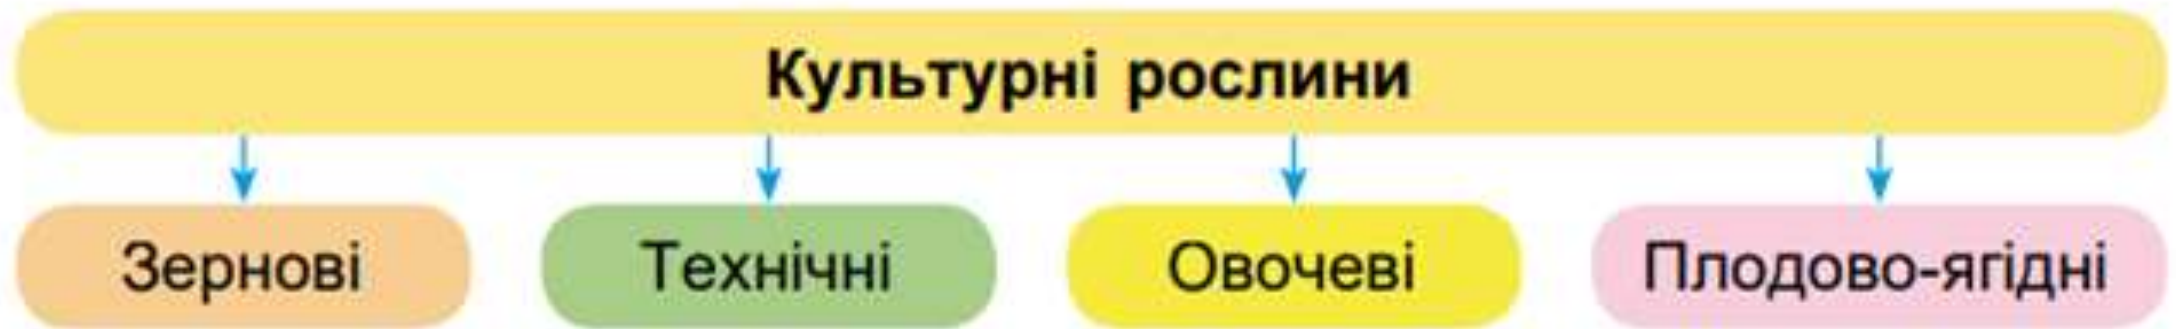 Культурні рослини
Зернові
Технічні
Овочеві
Плодово-ягідні